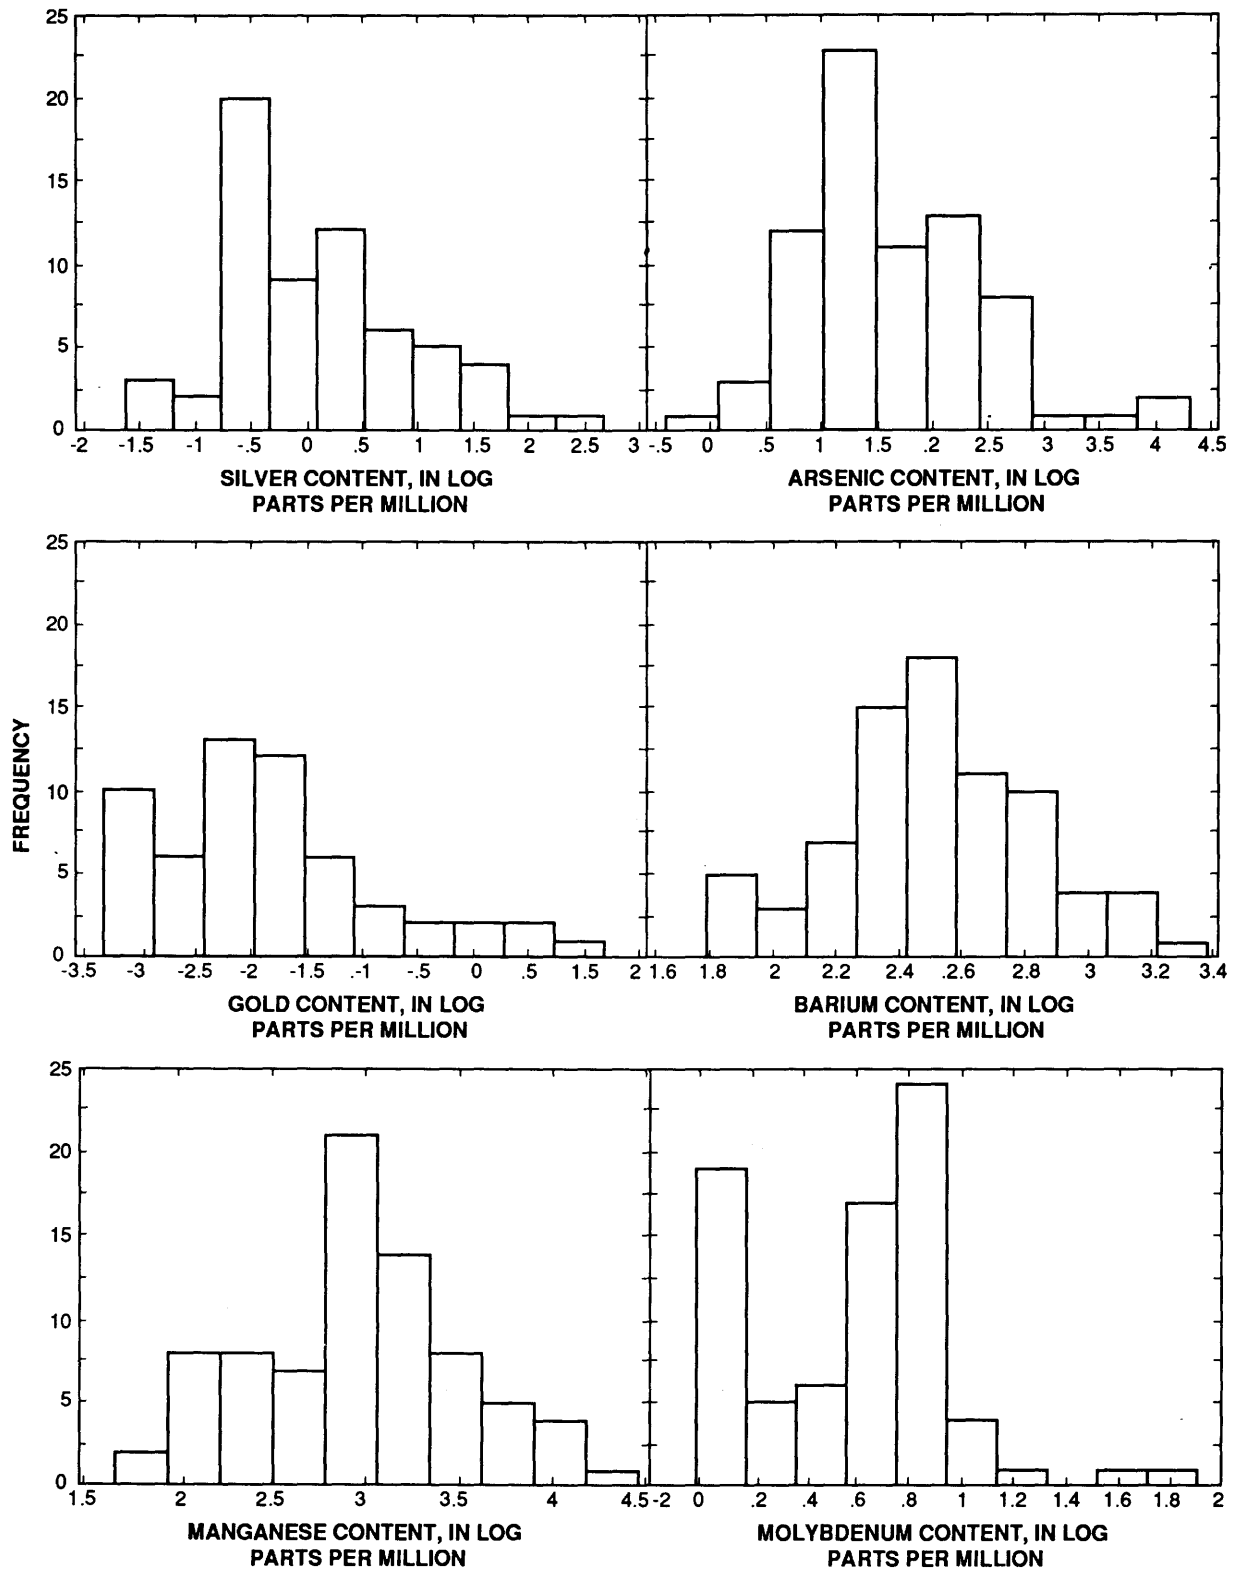 25
20
15
10
5
0
-2 -1.5 -1 -.5 0 .5 1 1.5 2 2.5 3
SILVER CONTENT, IN LOG
PARTS PER MILLION
-.5 0 .5 1 1.5 .2 2.5 3 3.5 4 4.5
ARSENIC CONTENT, IN LOG
PARTS PER MILLION
FREQUENCY
25
20
15
10
5
0
-3.5 -3 -2.5 -2 -1.5 .-1 -.5 0 .5 1.5 2
GOLD CONTENT, IN LOG
PARTS PER MILLION
1.6 1.8 2 2.2 2.4 .2.6 2.8 3 3.2 3.4
BARIUM CONTENT, IN LOG
PARTS PER MILLION
25
20
15
10
5
0
1.5 2 2.5 3 3.5 4 4.5
MANGANESE CONTENT, IN LOG
PARTS PER MILLION
-2 0 .2 .4 .6 .8 1 1.2 1.4 1.6 1.8 2
MOLYBDENUM CONTENT, IN LOG
PARTS PER MILLION